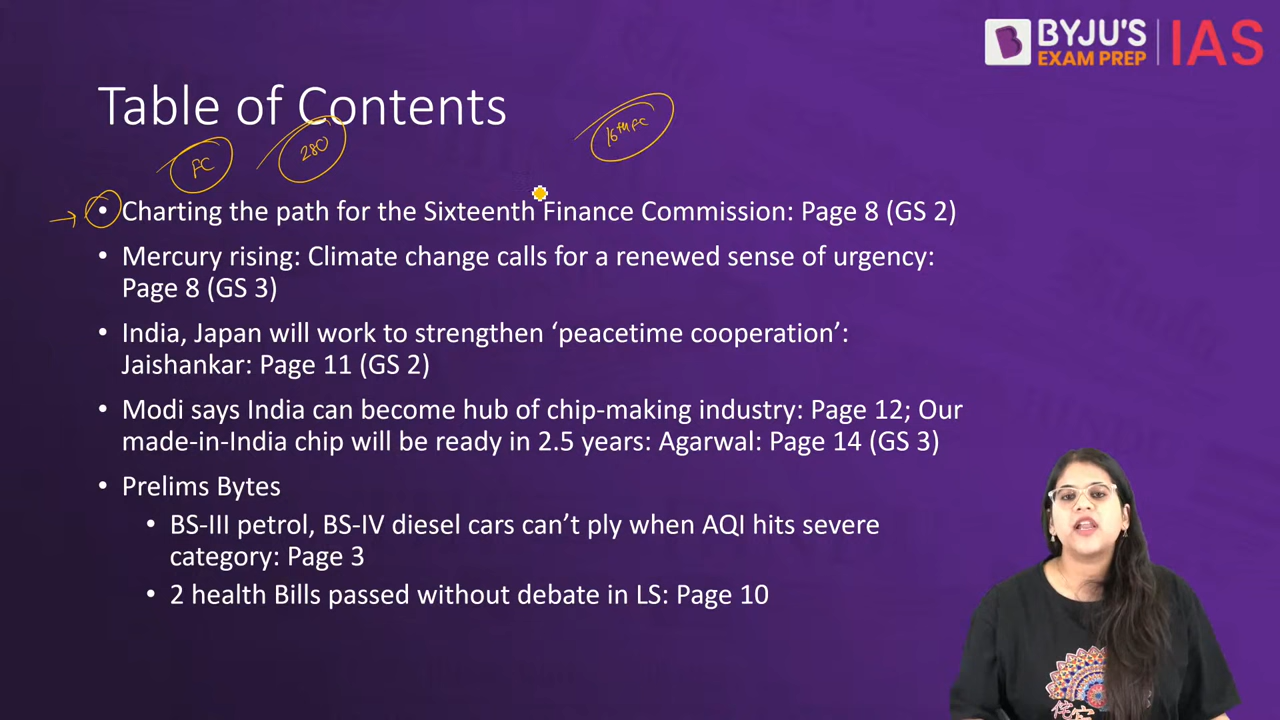 BYJU'S
EXAM PREP
IAS
Table of Contents
FC
280
16th FC
→ • Charting the path for the Sixteenth Finance Commission: Page 8 (GS 2)
• Mercury rising: Climate change calls for a renewed sense of urgency:
Page 8 (GS 3)
• India, Japan will work to strengthen ‘peacetime cooperation’:
Jaishankar: Page 11 (GS 2)
• Modi says India can become hub of chip-making industry: Page 12; Our
made-in-India chip will be ready in 2.5 years: Agarwal: Page 14 (GS 3)
• Prelims Bytes
• BS-III petrol, BS-IV diesel cars can’t ply when AQI hits severe
category: Page 3
• 2 health Bills passed without debate in LS: Page 10